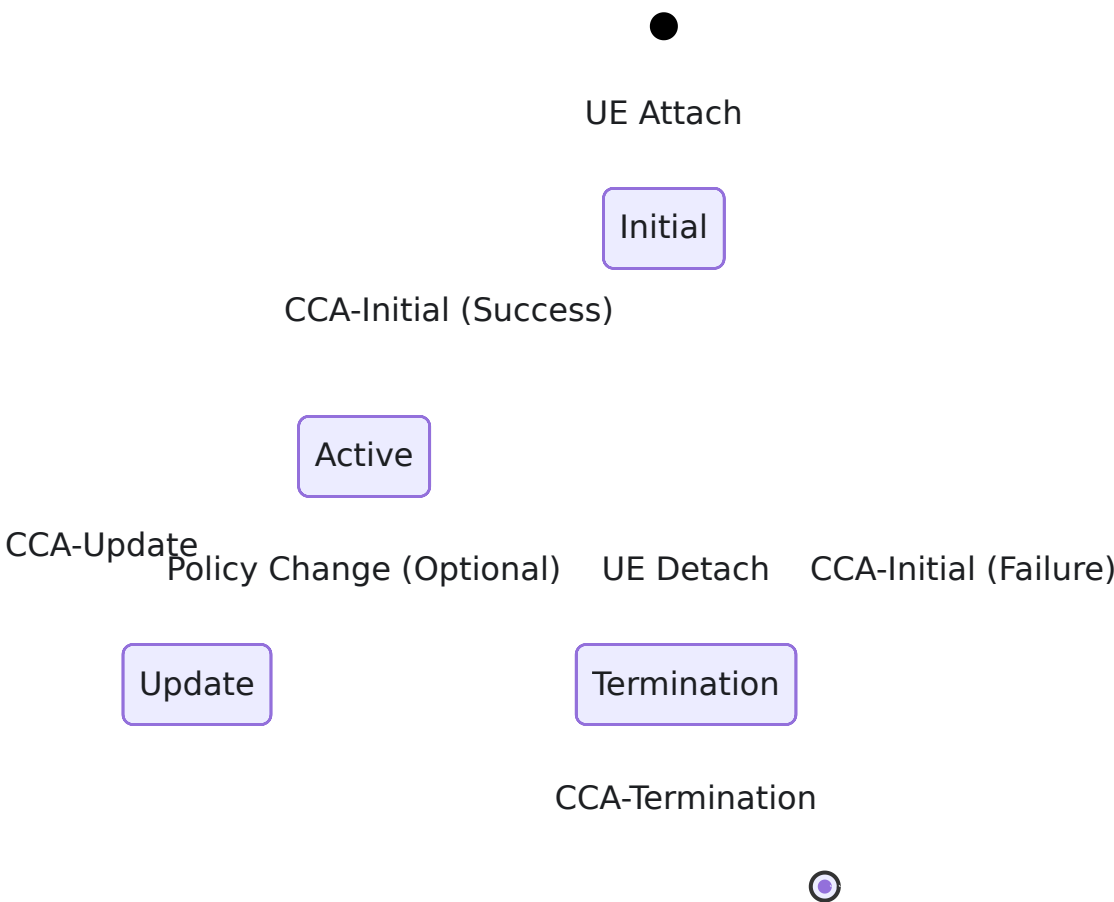 UE Attach
Initial
CCA-Initial (Success)
Active
CCA-Update
Policy Change (Optional)
UE Detach
CCA-Initial (Failure)
Update
Termination
CCA-Termination